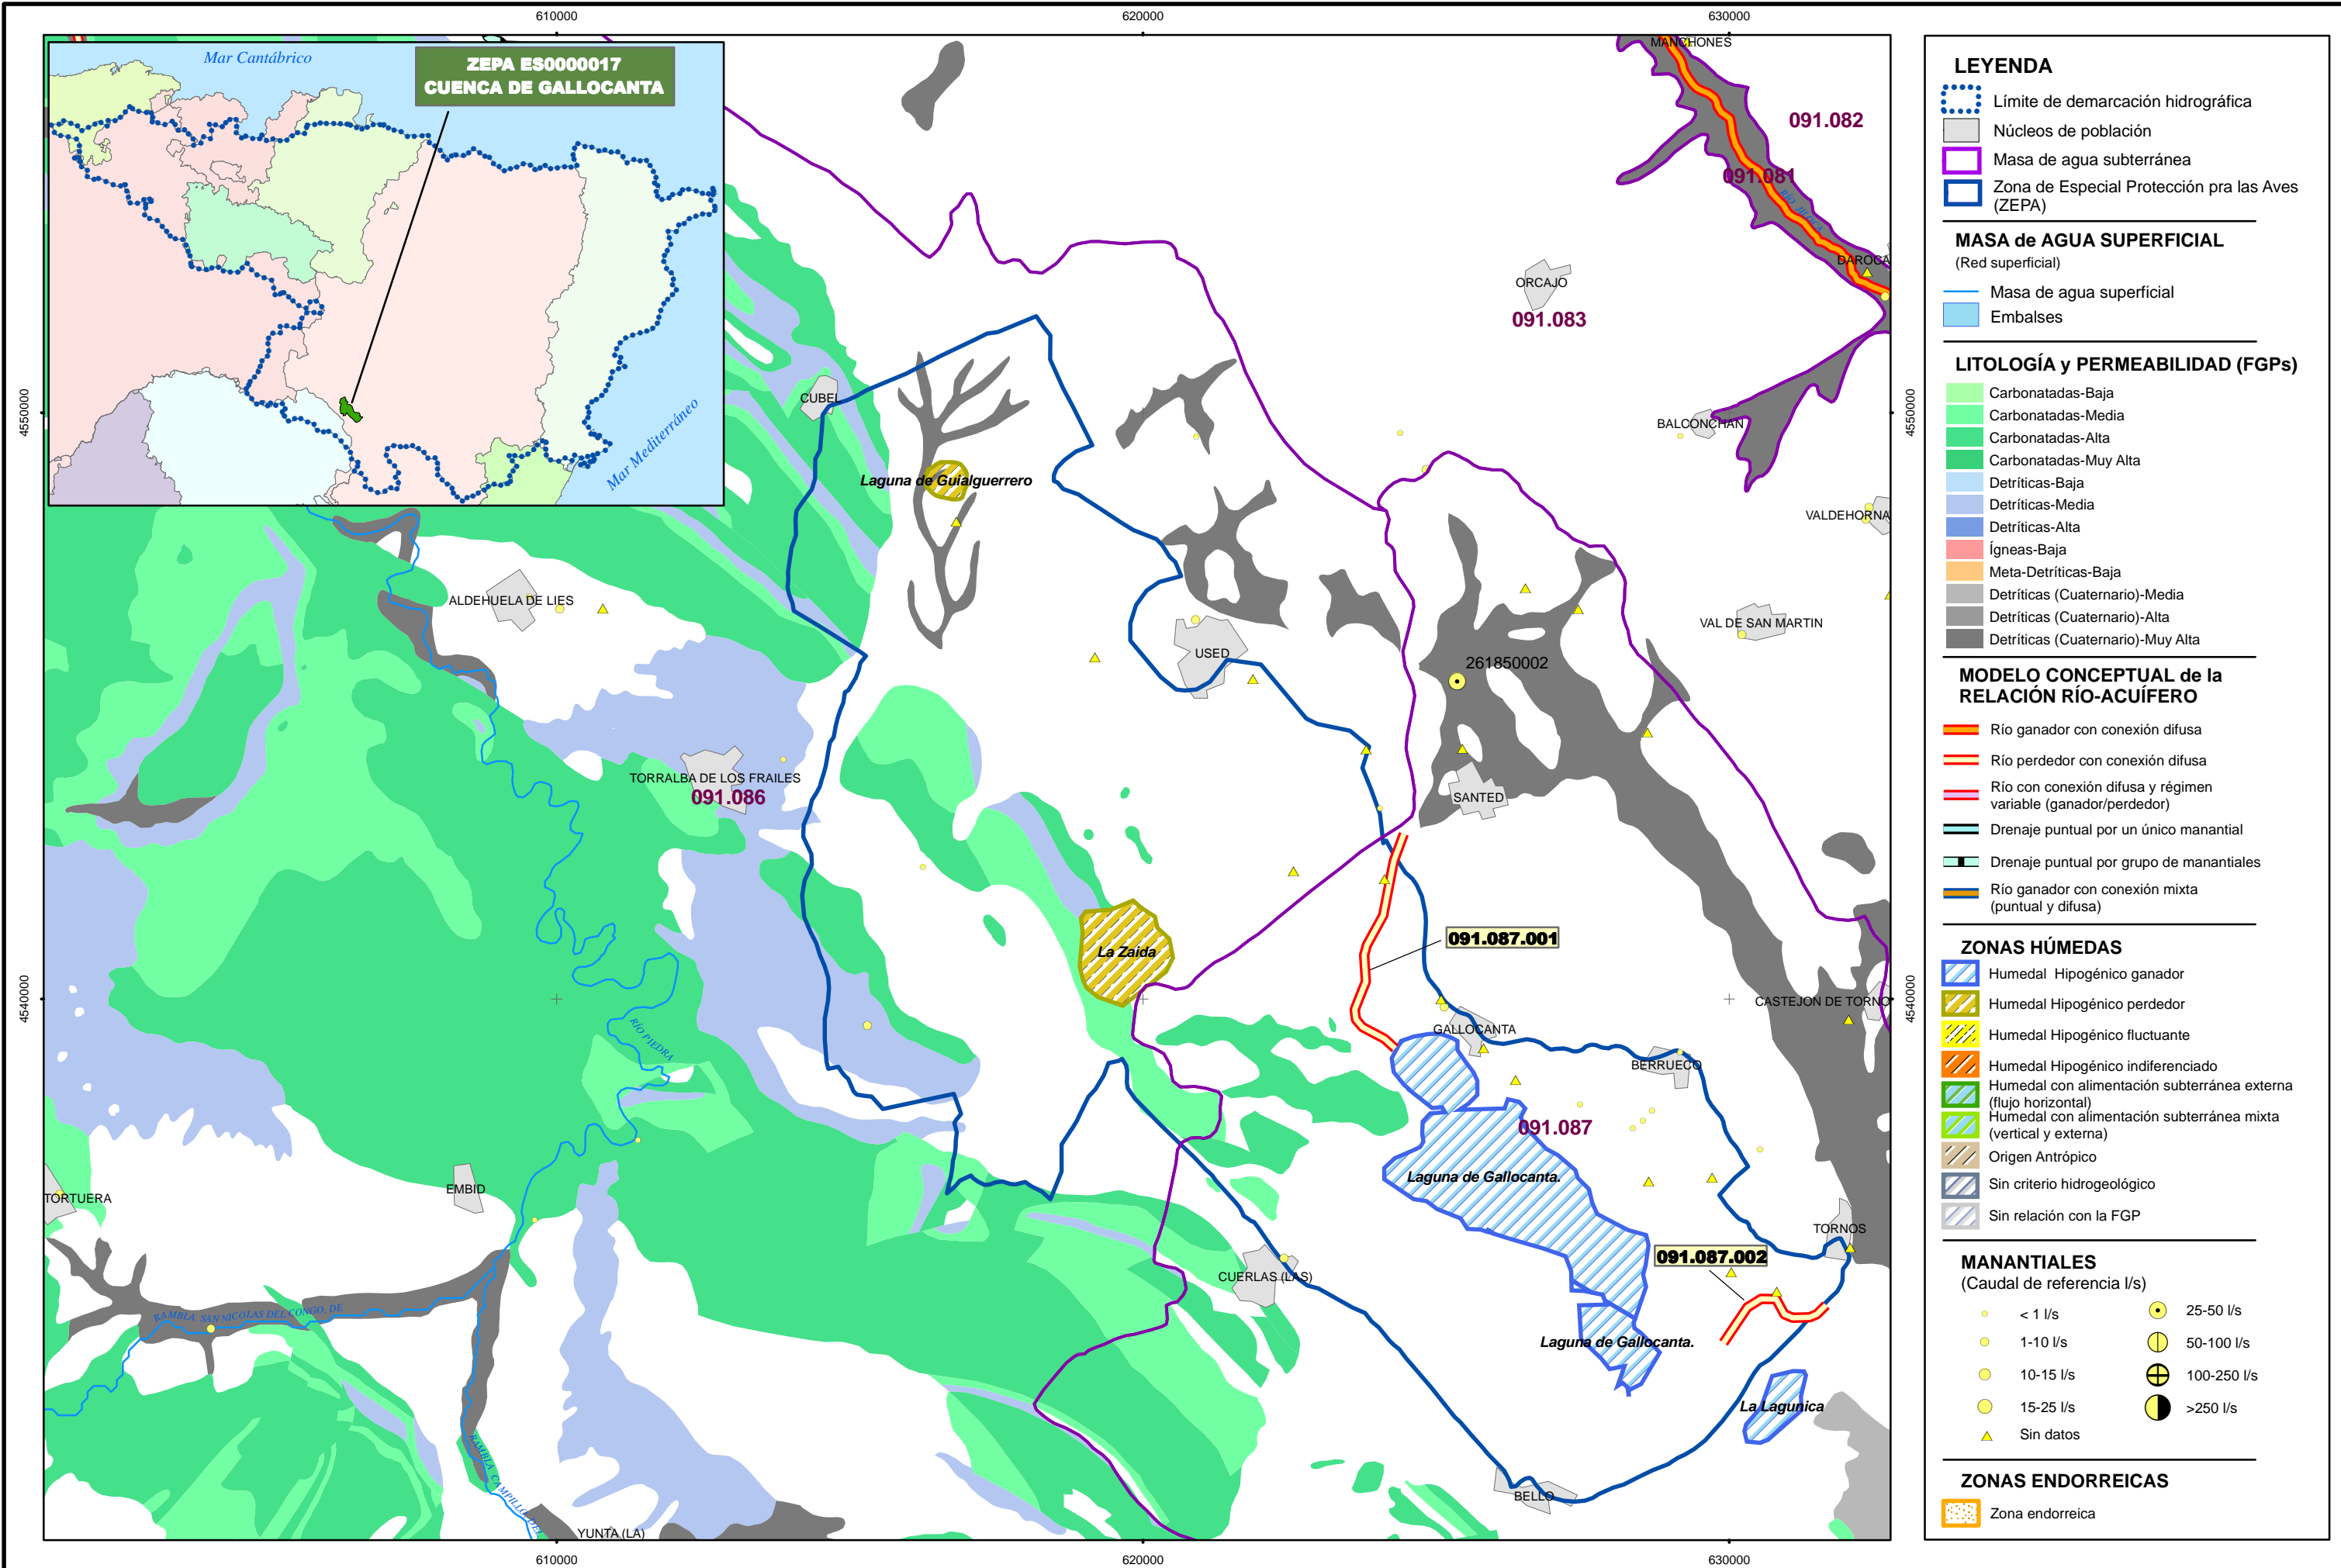 610000
620000
630000
4550000
4540000
4550000
4540000
610000
620000
630000
Mar Cantábrico
ZEPA ES0000017
CUENCA DE GALLOCANTA
Mar Mediterráneo
MANCHONES
091.082
091.081
RÍO JILOCA
DAROCA
ORCAJO
091.083
CUBEL
BALCONCHAN
Laguna de Guialguerrero
VALDEHORNA
ALDEHUELA DE LIES
VAL DE SAN MARTIN
USED
261850002
TORRALBA DE LOS FRAILES
091.086
SANTED
091.087.001
La Zaida
CASTEJON DE TORNO
RÍO PIEDRA
GALLOCANTA
BERRUECO
091.087
Laguna de Gallocanta.
EMBID
TORTUERA
TORNOS
091.087.002
CUERLAS (LAS)
RAMBLA SAN NICOLAS DEL CONGO, DE
Laguna de Gallocanta.
La Lagunica
RAMBLA CAMPILLO, DEL
BELLO
YUNTA (LA)
LEYENDA
Límite de demarcación hidrográfica
Núcleos de población
Masa de agua subterránea
Zona de Especial Protección pra las Aves
(ZEPA)
MASA de AGUA SUPERFICIAL
(Red superficial)
Masa de agua superficial
Embalses
LITOLOGÍA y PERMEABILIDAD (FGPs)
Carbonatadas-Baja
Carbonatadas-Media
Carbonatadas-Alta
Carbonatadas-Muy Alta
Detríticas-Baja
Detríticas-Media
Detríticas-Alta
Ígneas-Baja
Meta-Detríticas-Baja
Detríticas (Cuaternario)-Media
Detríticas (Cuaternario)-Alta
Detríticas (Cuaternario)-Muy Alta
MODELO CONCEPTUAL de la
RELACIÓN RÍO-ACUÍFERO
Río ganador con conexión difusa
Río perdedor con conexión difusa
Río con conexión difusa y régimen
variable (ganador/perdedor)
Drenaje puntual por un único manantial
Drenaje puntual por grupo de manantiales
Río ganador con conexión mixta
(puntual y difusa)
ZONAS HÚMEDAS
Humedal Hipogénico ganador
Humedal Hipogénico perdedor
Humedal Hipogénico fluctuante
Humedal Hipogénico indiferenciado
Humedal con alimentación subterránea externa
(flujo horizontal)
Humedal con alimentación subterránea mixta
(vertical y externa)
Origen Antrópico
Sin criterio hidrogeológico
Sin relación con la FGP
MANANTIALES
(Caudal de referencia l/s)
< 1 l/s
1-10 l/s
10-15 l/s
15-25 l/s
Sin datos
25-50 l/s
50-100 l/s
100-250 l/s
>250 l/s
ZONAS ENDORREICAS
Zona endorreica